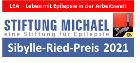 LEA - Leben mit Epilepsie in der Arbeitswelt
STIFTUNG MICHAEL
eine Stiftung für Epilepsie
Sibylle-Ried-Preis 2021